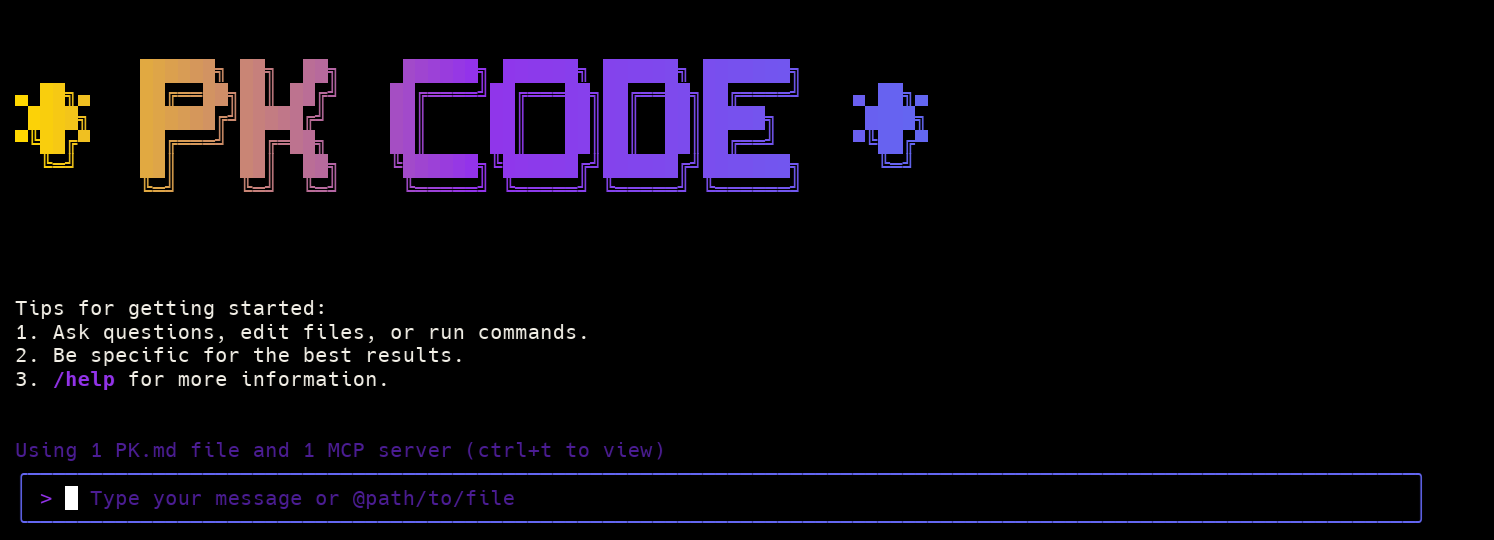 PK CODE
Tips for getting started:
1. Ask questions, edit files, or run commands.
2. Be specific for the best results.
3. /help for more information.
Using 1 PK.md file and 1 MCP server (ctrl+t to view)
> Type your message or @path/to/file